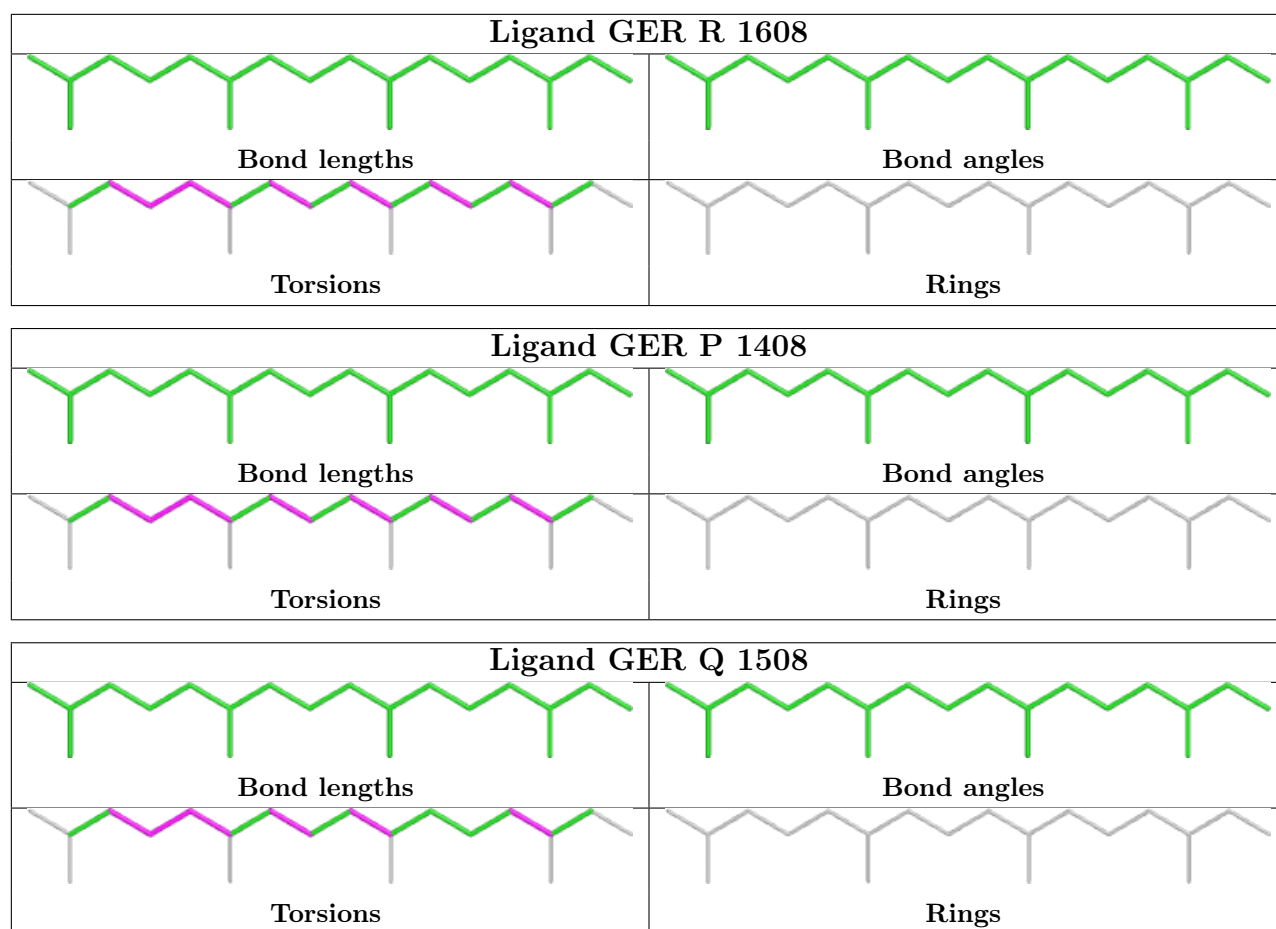 Ligand GER R 1608
Bond lengths
Bond angles
Torsions
Rings
Ligand GER P 1408
Bond lengths
Bond angles
Torsions
Rings
Ligand GER Q 1508
Bond lengths
Bond angles
Torsions
Rings